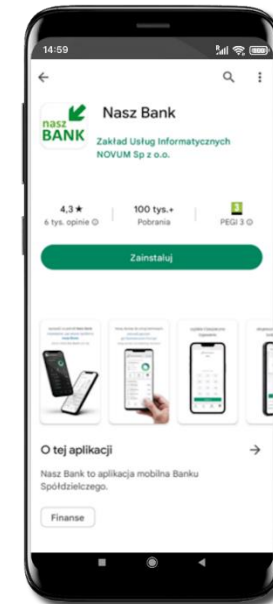 14:59
nasz
BANK
Nasz Bank
Zakład Usług Informatycznych
NOVUM Sp z o.o.
4,3★
6 tys. opinie
100 tys.+
Pobrania
3
PEGI 3
Zainstaluj
O tej aplikacji
Nasz Bank to aplikacja mobilna Banku
Spółdzielczego.
Finanse